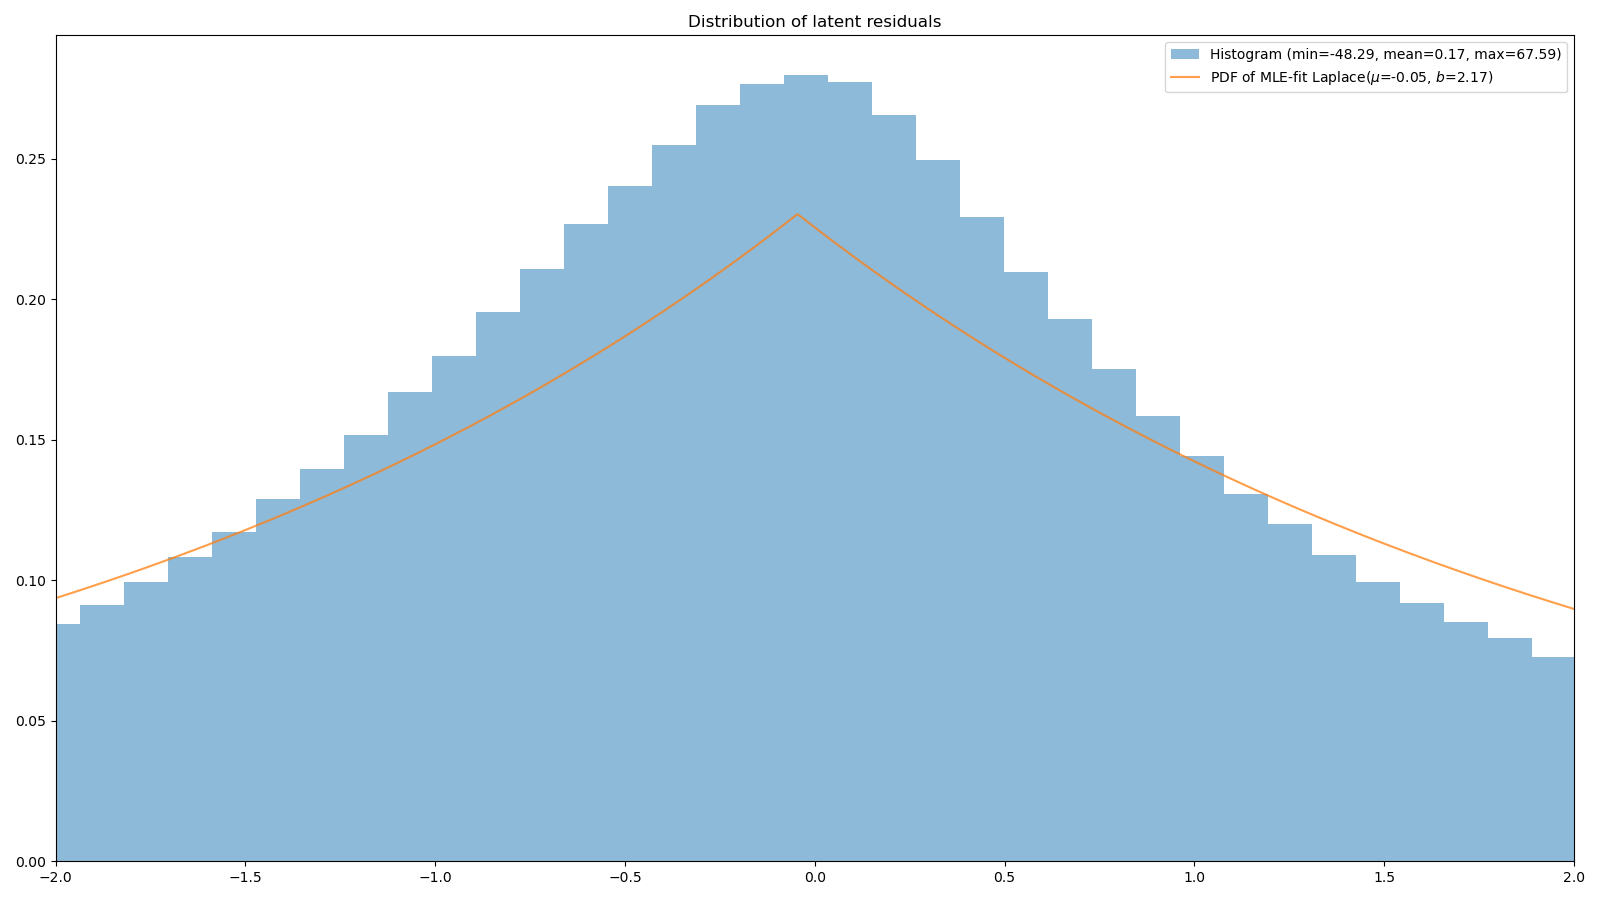 Distribution of latent residuals
Histogram (min=-48.29, mean=0.17, max=67.59)
PDF of MLE-fit Laplace(μ=-0.05, b=2.17)
0.25
0.20
0.15
0.10
0.05
0.00
−2.0 −1.5 −1.0 −0.5 0.0 0.5 1.0 1.5 2.0